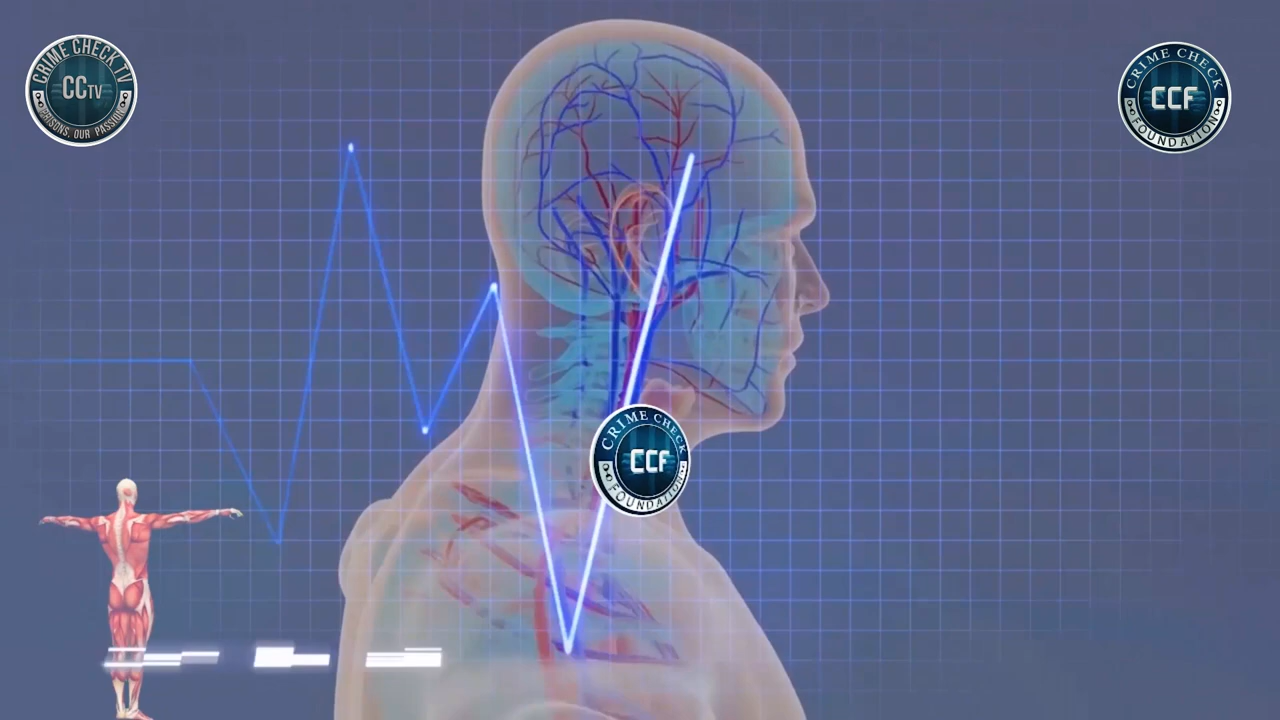 CRIME CHECK TV
CCTV
PRISONS, OUR PASSION
CRIME CHECK
CCF
FOUNDATION
CRIME CHECK
CCF
FOUNDATION